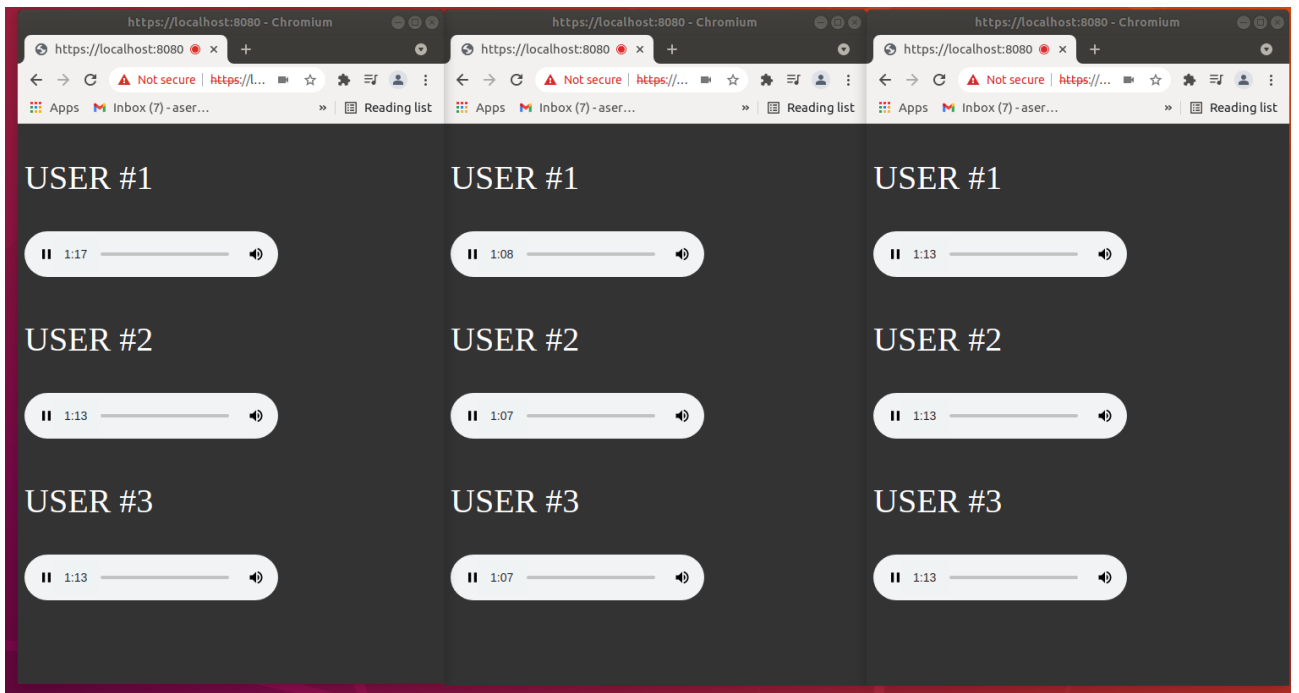 https://localhost:8080 - Chromium
https://localhost:8080
Not secure | https://l...
Apps Inbox (7) - aser... » Reading list
USER #1
1:17
USER #2
1:13
USER #3
1:13
https://localhost:8080 - Chromium
https://localhost:8080
Not secure | https://...
Apps Inbox (7) - aser... » Reading list
USER #1
1:08
USER #2
1:07
USER #3
1:07
https://localhost:8080 - Chromium
https://localhost:8080
Not secure | https://...
Apps Inbox (7) - aser... » Reading list
USER #1
1:13
USER #2
1:13
USER #3
1:13